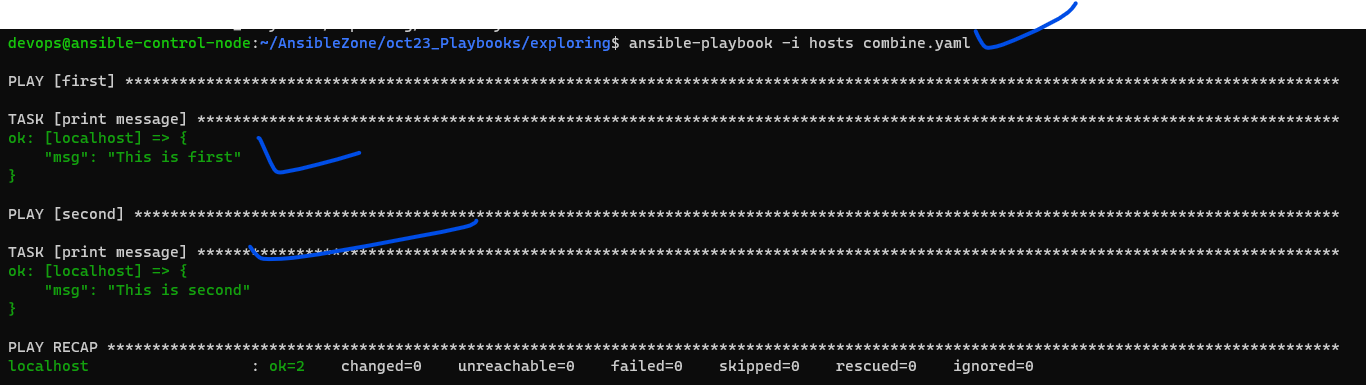 devops@ansible-control-node:~/AnsibleZone/oct23_Playbooks/exploring$ ansible-playbook -i hosts combine.yaml
PLAY [first] ***************************************************************************************************************************************
TASK [print message] *******************************************************************************************************************************
ok: [localhost] => {
    "msg": "This is first"
}
PLAY [second] **************************************************************************************************************************************
TASK [print message] *******************************************************************************************************************************
ok: [localhost] => {
    "msg": "This is second"
}
PLAY RECAP *****************************************************************************************************************************************
localhost                  : ok=2    changed=0    unreachable=0    failed=0    skipped=0    rescued=0    ignored=0